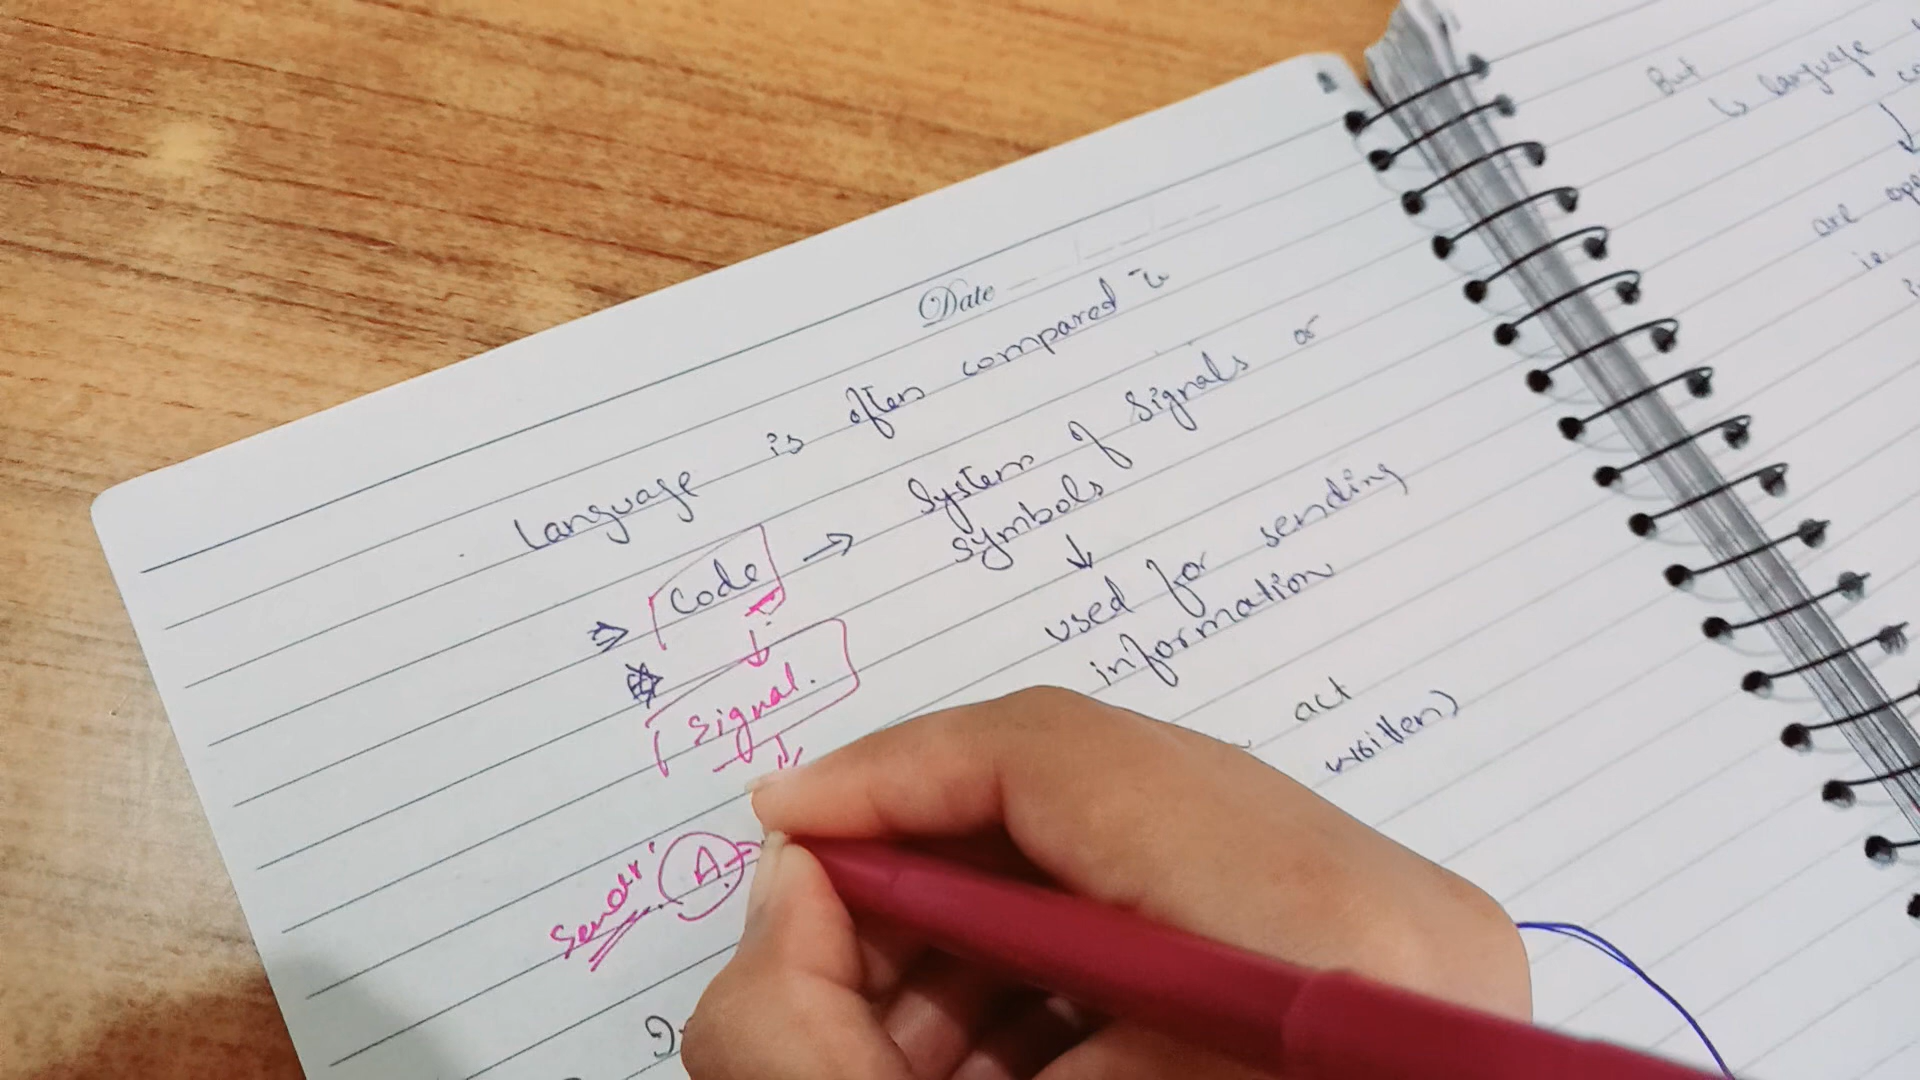 Date
Language is often compared to
Code → System of Signals or
symbols
↓
used for sending
information
↓
Signal.
↓
act
written)
Sender
A
But
↳ language
↓
are
i.e.